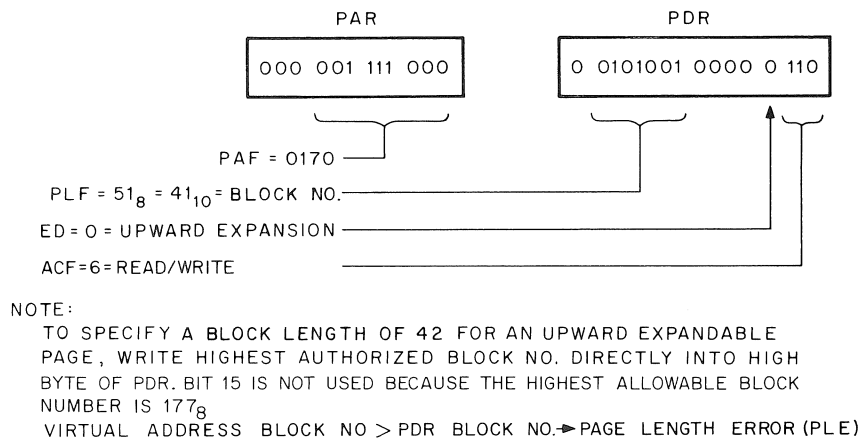 PAR PDR
000 001 111 000 0 0101001 0000 0 110
PAF = 0170
PLF = 51₈ = 41₁₀ = BLOCK NO.
ED = 0 = UPWARD EXPANSION
ACF=6=READ/WRITE
NOTE:
TO SPECIFY A BLOCK LENGTH OF 42 FOR AN UPWARD EXPANDABLE
PAGE, WRITE HIGHEST AUTHORIZED BLOCK NO. DIRECTLY INTO HIGH
BYTE OF PDR. BIT 15 IS NOT USED BECAUSE THE HIGHEST ALLOWABLE BLOCK
NUMBER IS 177₈
VIRTUAL ADDRESS BLOCK NO > PDR BLOCK NO.→ PAGE LENGTH ERROR (PLE)